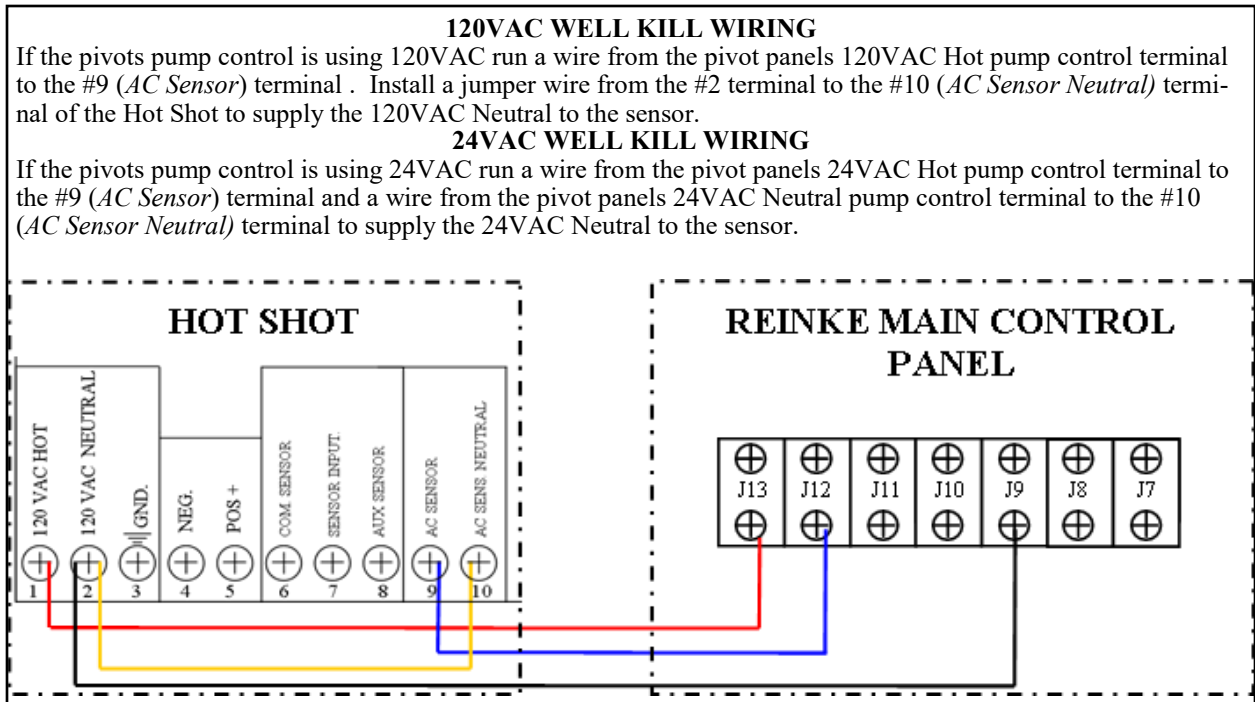 120VAC WELL KILL WIRING
If the pivots pump control is using 120VAC run a wire from the pivot panels 120VAC Hot pump control terminal
to the #9 (AC Sensor) terminal .  Install a jumper wire from the #2 terminal to the #10 (AC Sensor Neutral) termi-
nal of the Hot Shot to supply the 120VAC Neutral to the sensor.
24VAC WELL KILL WIRING
If the pivots pump control is using 24VAC run a wire from the pivot panels 24VAC Hot pump control terminal to
the #9 (AC Sensor) terminal and a wire from the pivot panels 24VAC Neutral pump control terminal to the #10
(AC Sensor Neutral) terminal to supply the 24VAC Neutral to the sensor.
HOT SHOT
120 VAC HOT
120 VAC NEUTRAL
GND.
NEG.
POS +
COM SENSOR
SENSOR INPUT.
AUX SENSOR
AC SENSOR
AC SENS. NEUTRAL
1 2 3 4 5 6 7 8 9 10
REINKE MAIN CONTROL
PANEL
J13 J12 J11 J10 J9 J8 J7